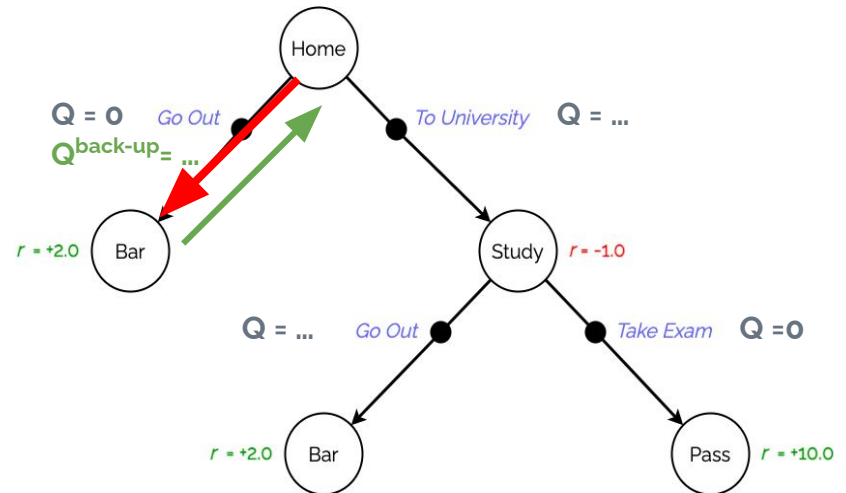 Home
Q = 0 Go Out To University Q = ...
Q back-up = ...
r = +2.0 Bar Study r = -1.0
Q = ... Go Out Take Exam Q =0
r = +2.0 Bar Pass r = +10.0